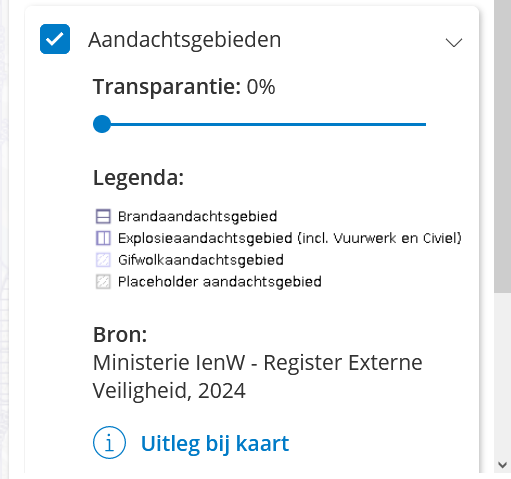 Aandachtsgebieden
Transparantie: 0%
Legenda:
Brandaandachtsgebied
Explosieaandachtsgebied (incl. Vuurwerk en Civiel)
Gifwolkaandachtsgebied
Placeholder aandachtsgebied
Bron:
Ministerie IenW - Register Externe
Veiligheid, 2024
Uitleg bij kaart